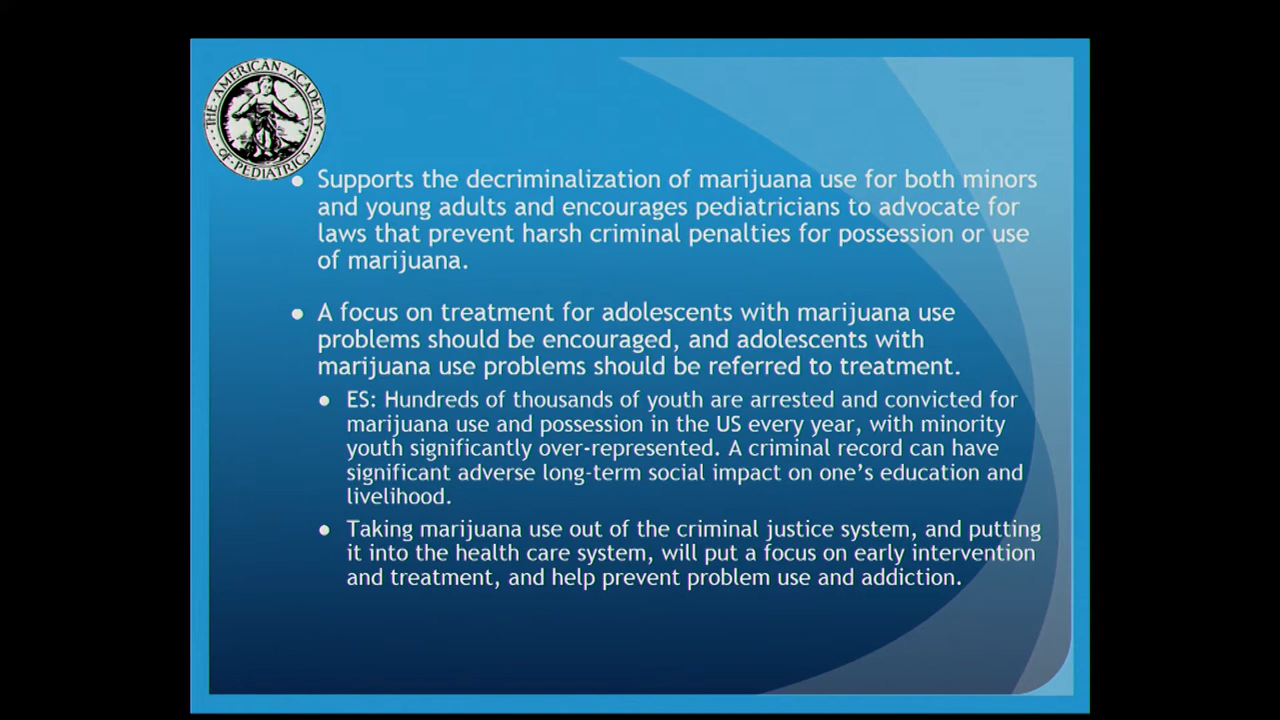 THE · AMERICAN · ACADEMY · OF · PEDIATRICS ·
● Supports the decriminalization of marijuana use for both minors
and young adults and encourages pediatricians to advocate for
laws that prevent harsh criminal penalties for possession or use
of marijuana.
● A focus on treatment for adolescents with marijuana use
problems should be encouraged, and adolescents with
marijuana use problems should be referred to treatment.
● ES: Hundreds of thousands of youth are arrested and convicted for
marijuana use and possession in the US every year, with minority
youth significantly over-represented. A criminal record can have
significant adverse long-term social impact on one’s education and
livelihood.
● Taking marijuana use out of the criminal justice system, and putting
it into the health care system, will put a focus on early intervention
and treatment, and help prevent problem use and addiction.